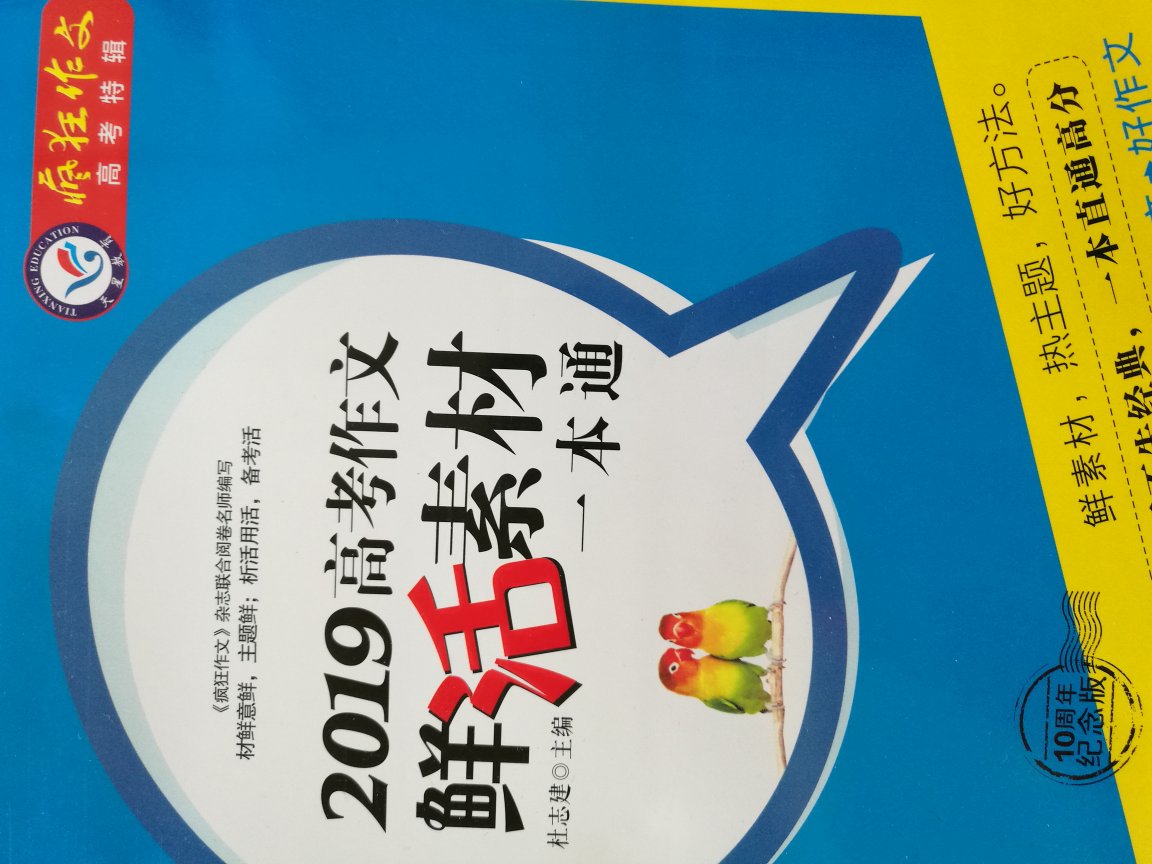 疯狂作文
高考特辑
TIANXING EDUCATION
天星教育
《疯狂作文》杂志联合阅卷名师编写
材鲜意鲜,主题鲜;析活用活,备考活
2019高考作文
鲜活素材
一本通
杜志建◎主编
鲜素材,热主题,好方法。
经典,一本直通高分
好作文
10周年
纪念版